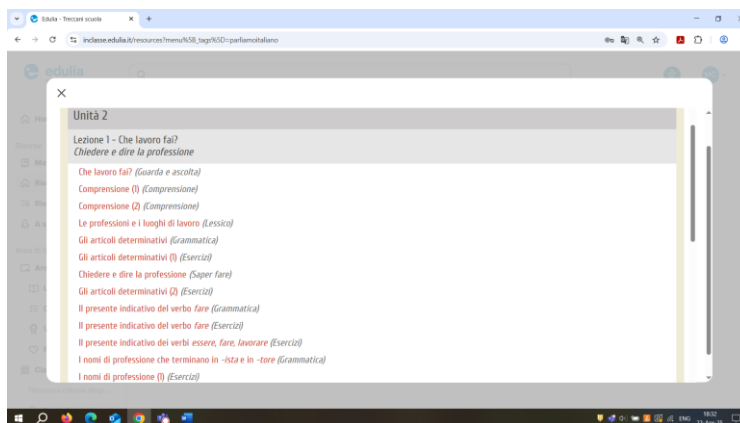 Edulia - Treccani scuola
inclasse.edulia.it/resources?menu%5B_tags%5D=parliamoitaliano
edulia
Unità 2
Lezione 1 - Che lavoro fai?
Chiedere e dire la professione
Che lavoro fai? (Guarda e ascolta)
Comprensione (1) (Comprensione)
Comprensione (2) (Comprensione)
Le professioni e i luoghi di lavoro (Lessico)
Gli articoli determinativi (Grammatica)
Gli articoli determinativi (1) (Esercizi)
Chiedere e dire la professione (Saper fare)
Gli articoli determinativi (2) (Esercizi)
Il presente indicativo del verbo fare (Grammatica)
Il presente indicativo del verbo fare (Esercizi)
Il presente indicativo dei verbi essere, fare, lavorare (Esercizi)
I nomi di professione che terminano in -ista e in -tore (Grammatica)
I nomi di professione (1) (Esercizi)
ENG
18:32